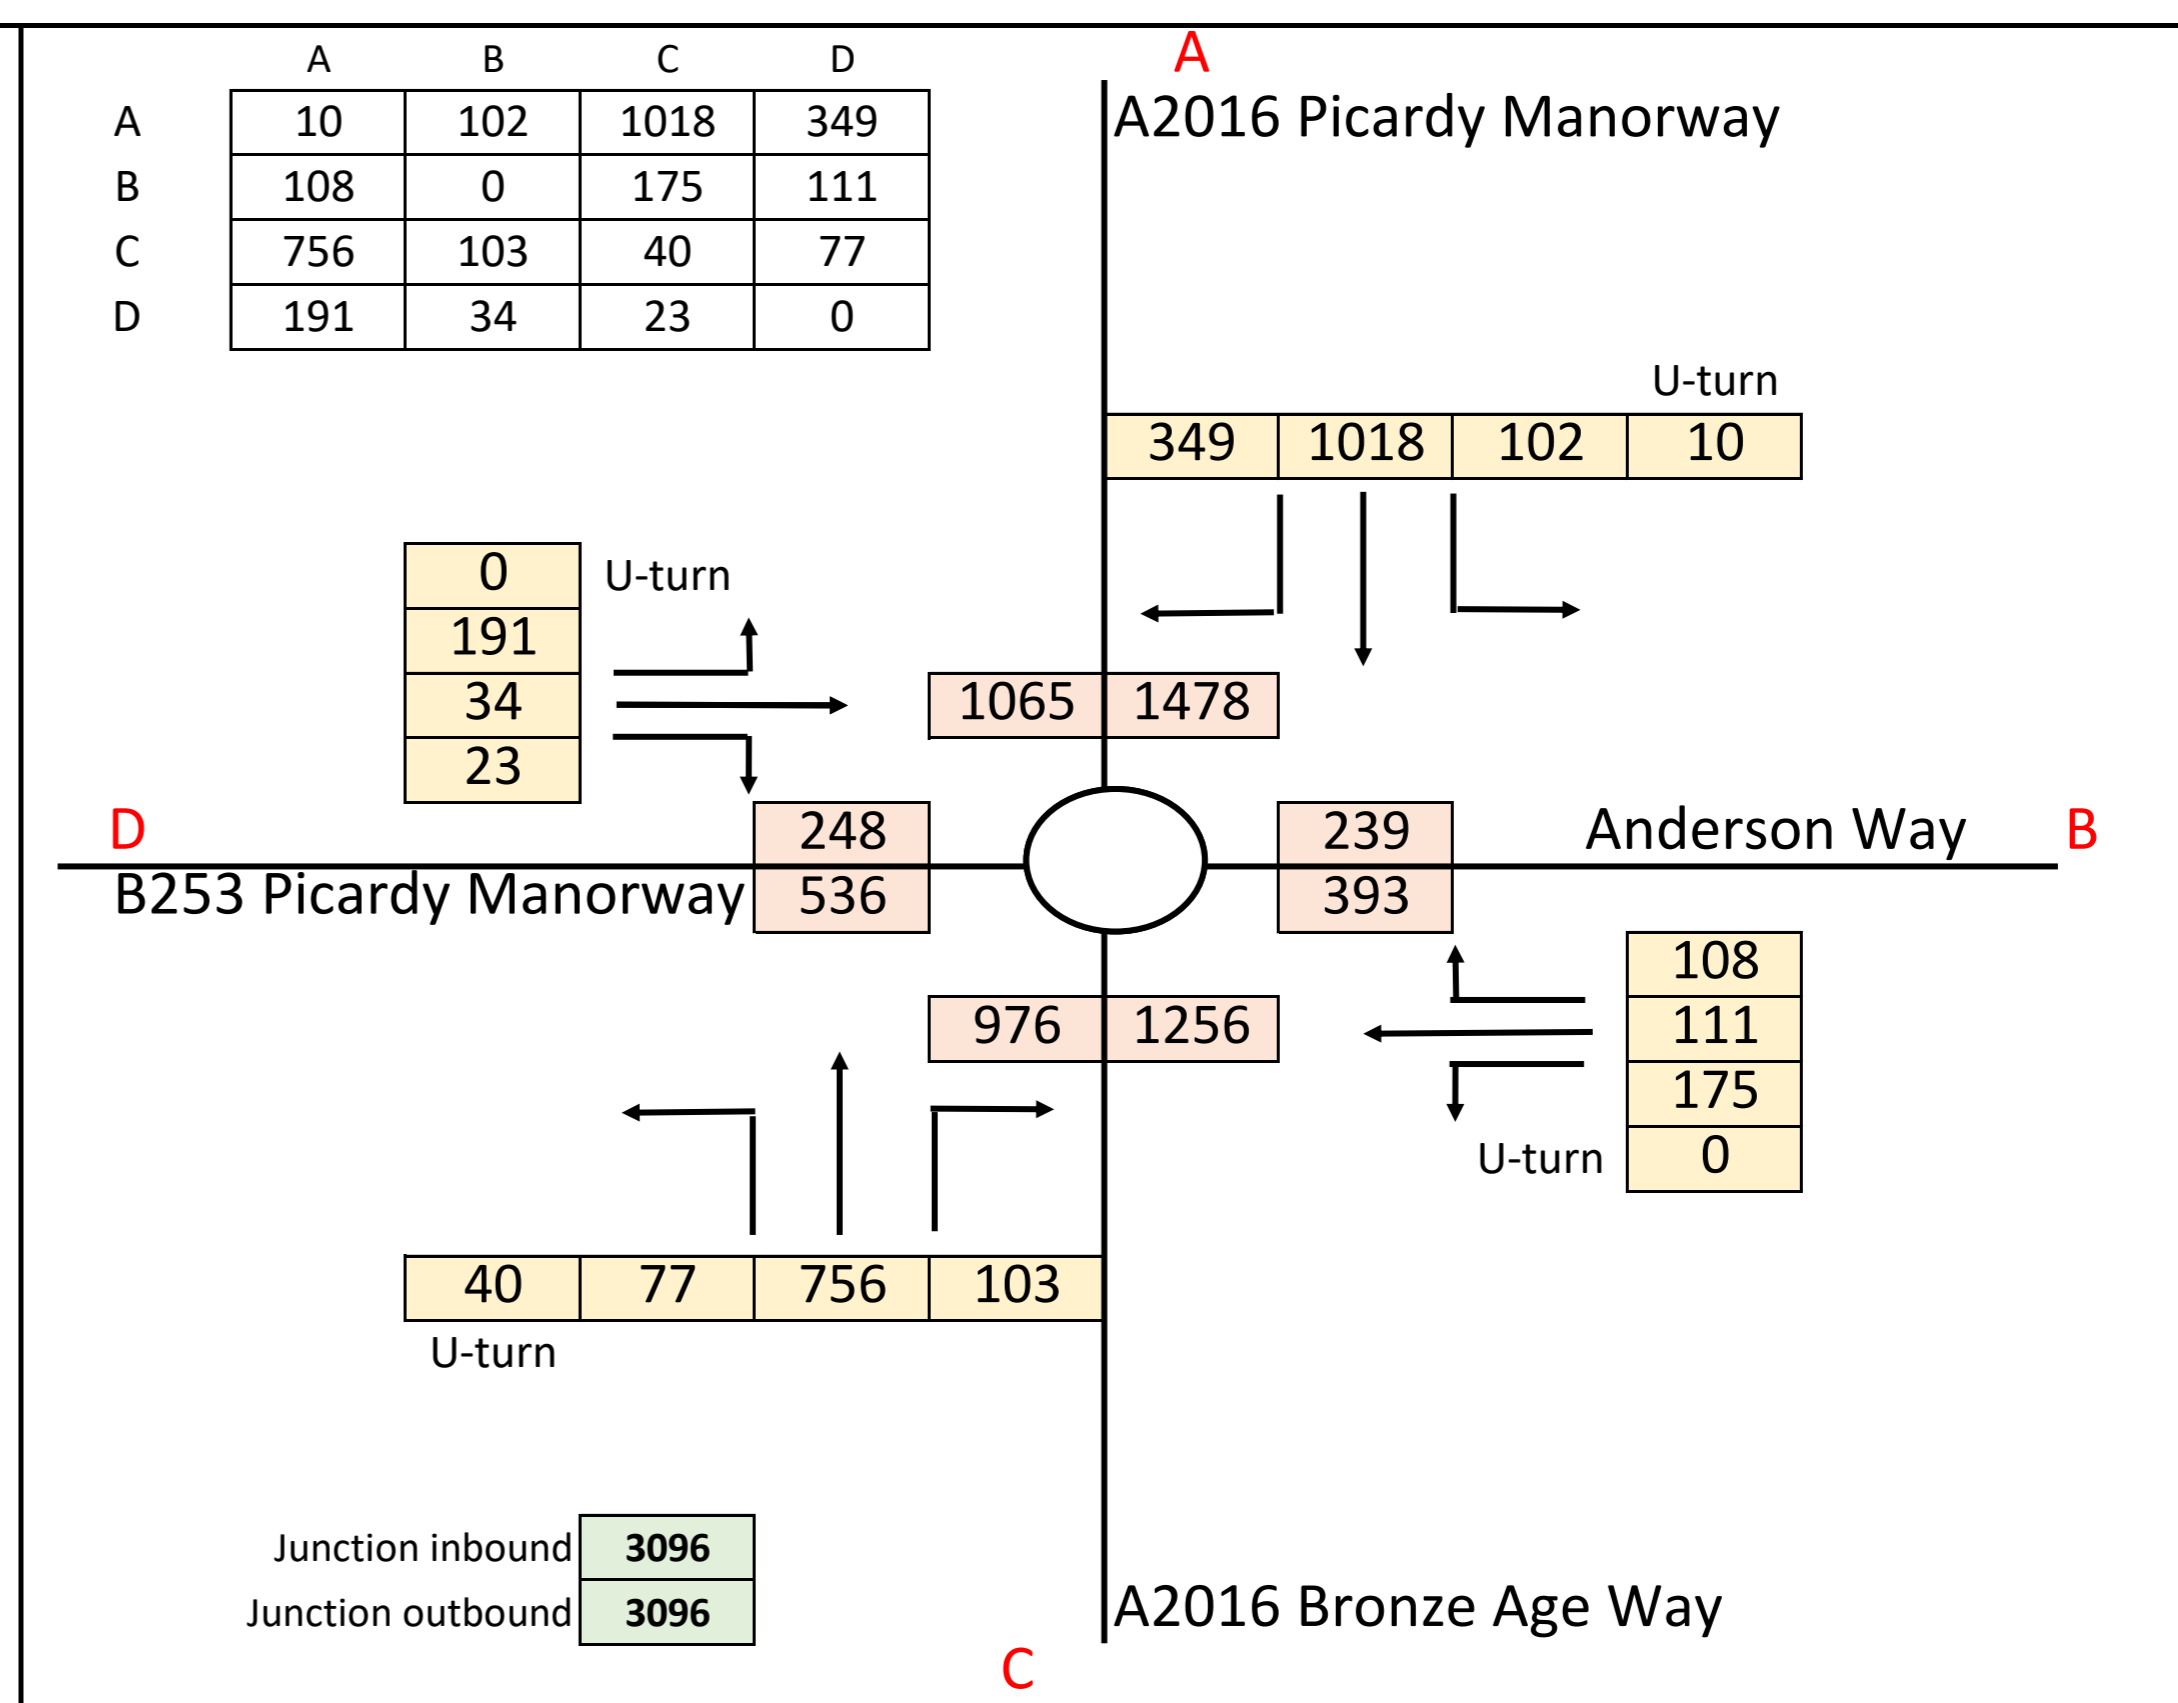 A B C D
A 10 102 1018 349
B 108 0 175 111
C 756 103 40 77
D 191 34 23 0
A
A2016 Picardy Manorway
U-turn
349 1018 102 10
0 U-turn
191
34
23
1065 1478
D
B253 Picardy Manorway
248
536
239
393
Anderson Way B
976 1256
108
111
175
U-turn 0
40 77 756 103
U-turn
Junction inbound 3096
Junction outbound 3096
A2016 Bronze Age Way
C